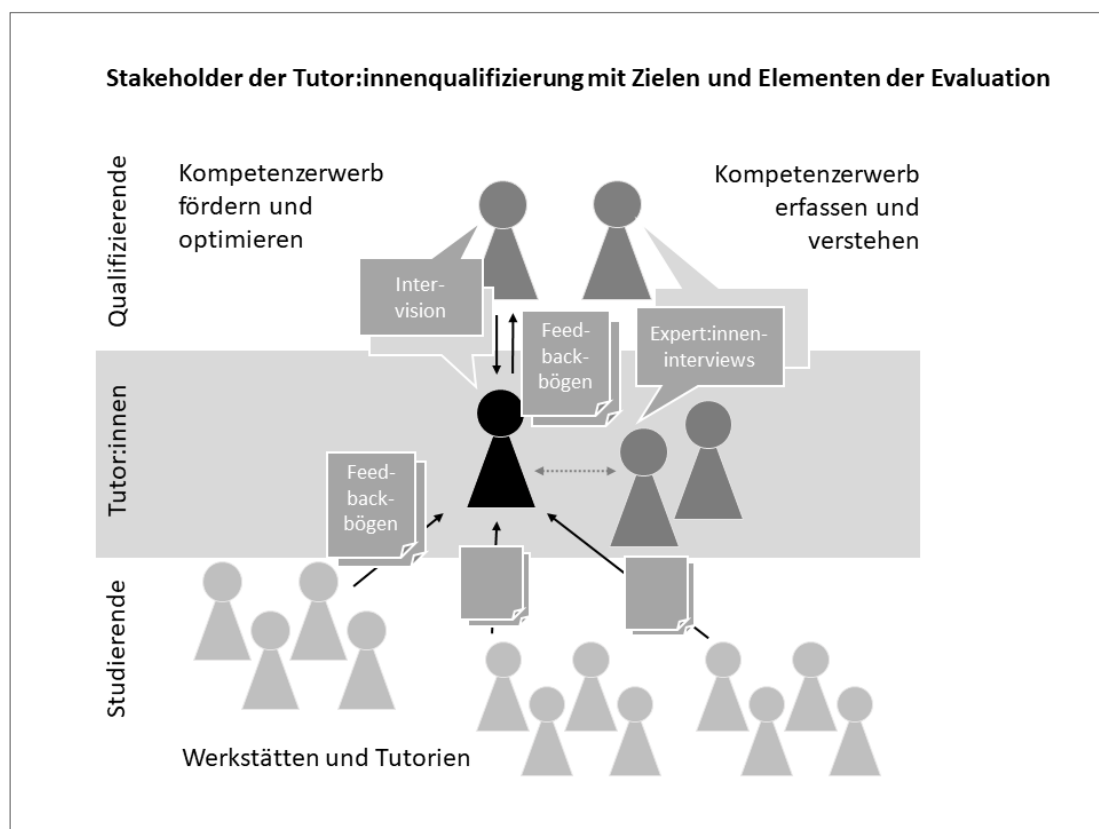 Stakeholder der Tutor:innenqualifizierung mit Zielen und Elementen der Evaluation
Qualifizierende
Kompetenzerwerb
fördern und
optimieren
Kompetenzerwerb
erfassen und
verstehen
Inter-
vision
Feed-
back-
bögen
Expert:innen-
interviews
Tutor:innen
Feed-
back-
bögen
Studierende
Werkstätten und Tutorien